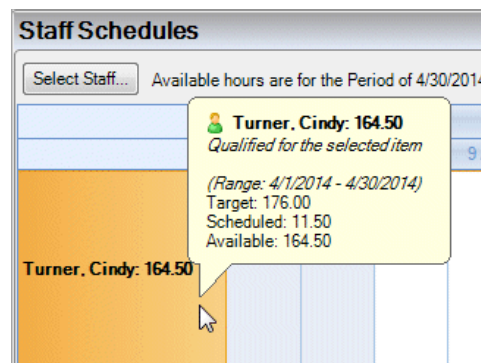 Staff Schedules
Select Staff... Available hours are for the Period of 4/30/2014
Turner, Cindy: 164.50
Qualified for the selected item
9
(Range: 4/1/2014 - 4/30/2014)
Target: 176.00
Scheduled: 11.50
Available: 164.50
Turner, Cindy: 164.50